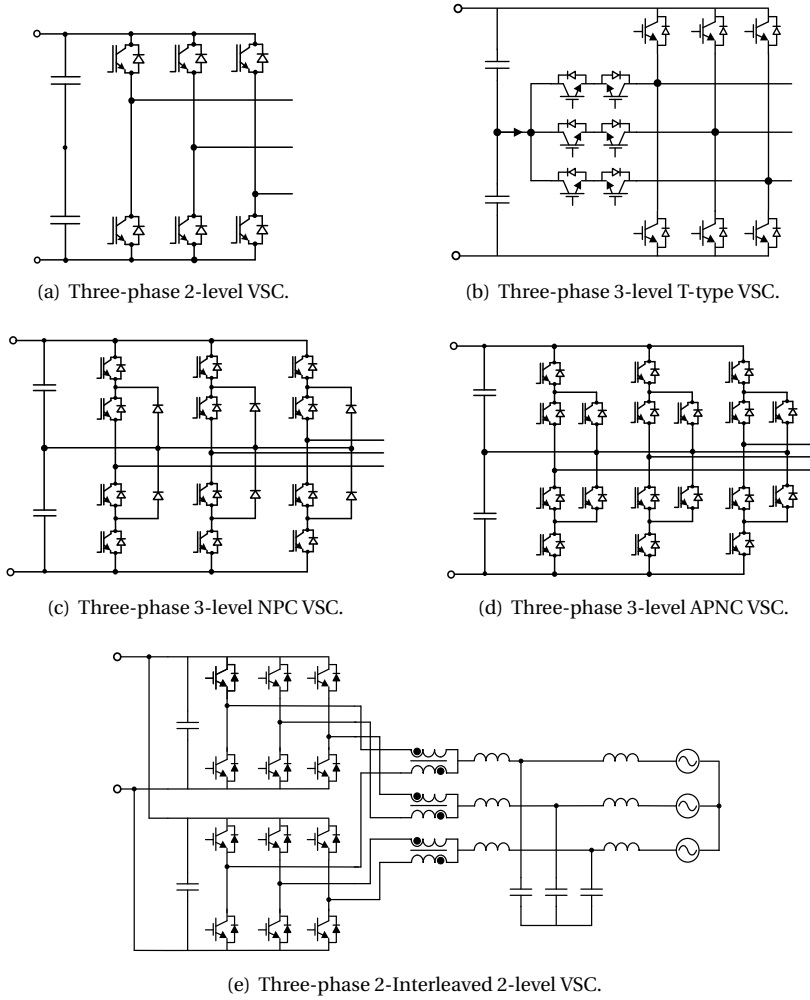 (a) Three-phase 2-level VSC.
(b) Three-phase 3-level T-type VSC.
(c) Three-phase 3-level NPC VSC.
(d) Three-phase 3-level APNC VSC.
(e) Three-phase 2-Interleaved 2-level VSC.